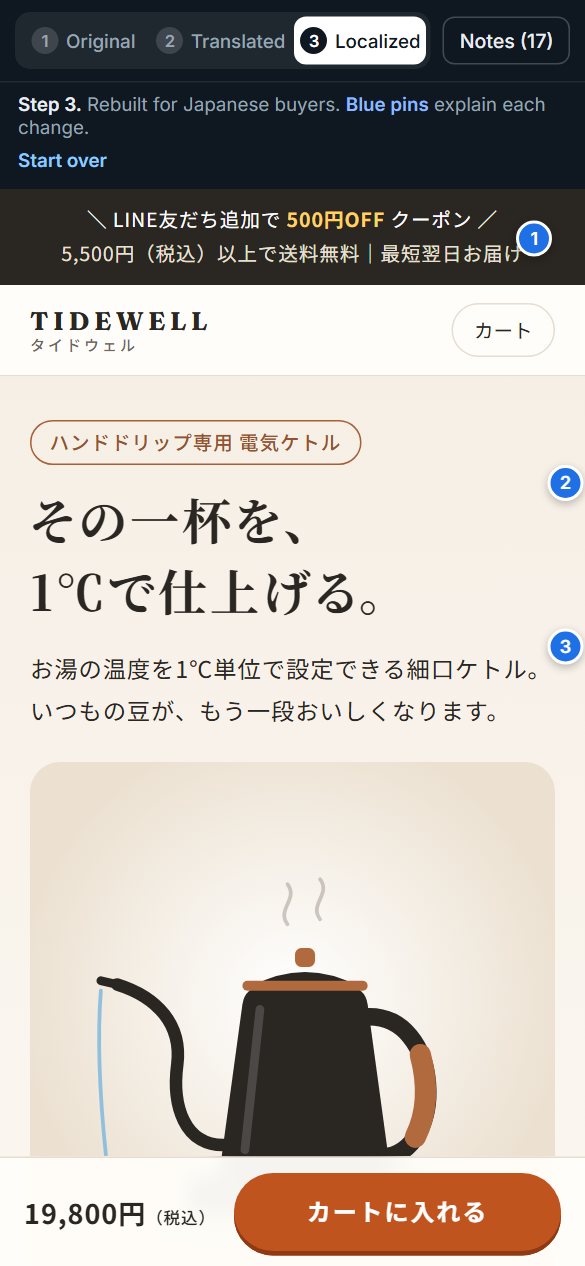 1 Original 2 Translated 3 Localized Notes (17)
Step 3. Rebuilt for Japanese buyers. Blue pins explain each
change.
Start over
＼ LINE友だち追加で 500円OFF クーポン ／
5,500円（税込）以上で送料無料｜最短翌日お届け
1
TIDEWELL
タイドウェル
カート
ハンドドリップ専用 電気ケトル
2
その一杯を、
1℃で仕上げる。
3
お湯の温度を1℃単位で設定できる細口ケトル。
いつもの豆が、もう一段おいしくなります。
19,800円（税込） カートに入れる